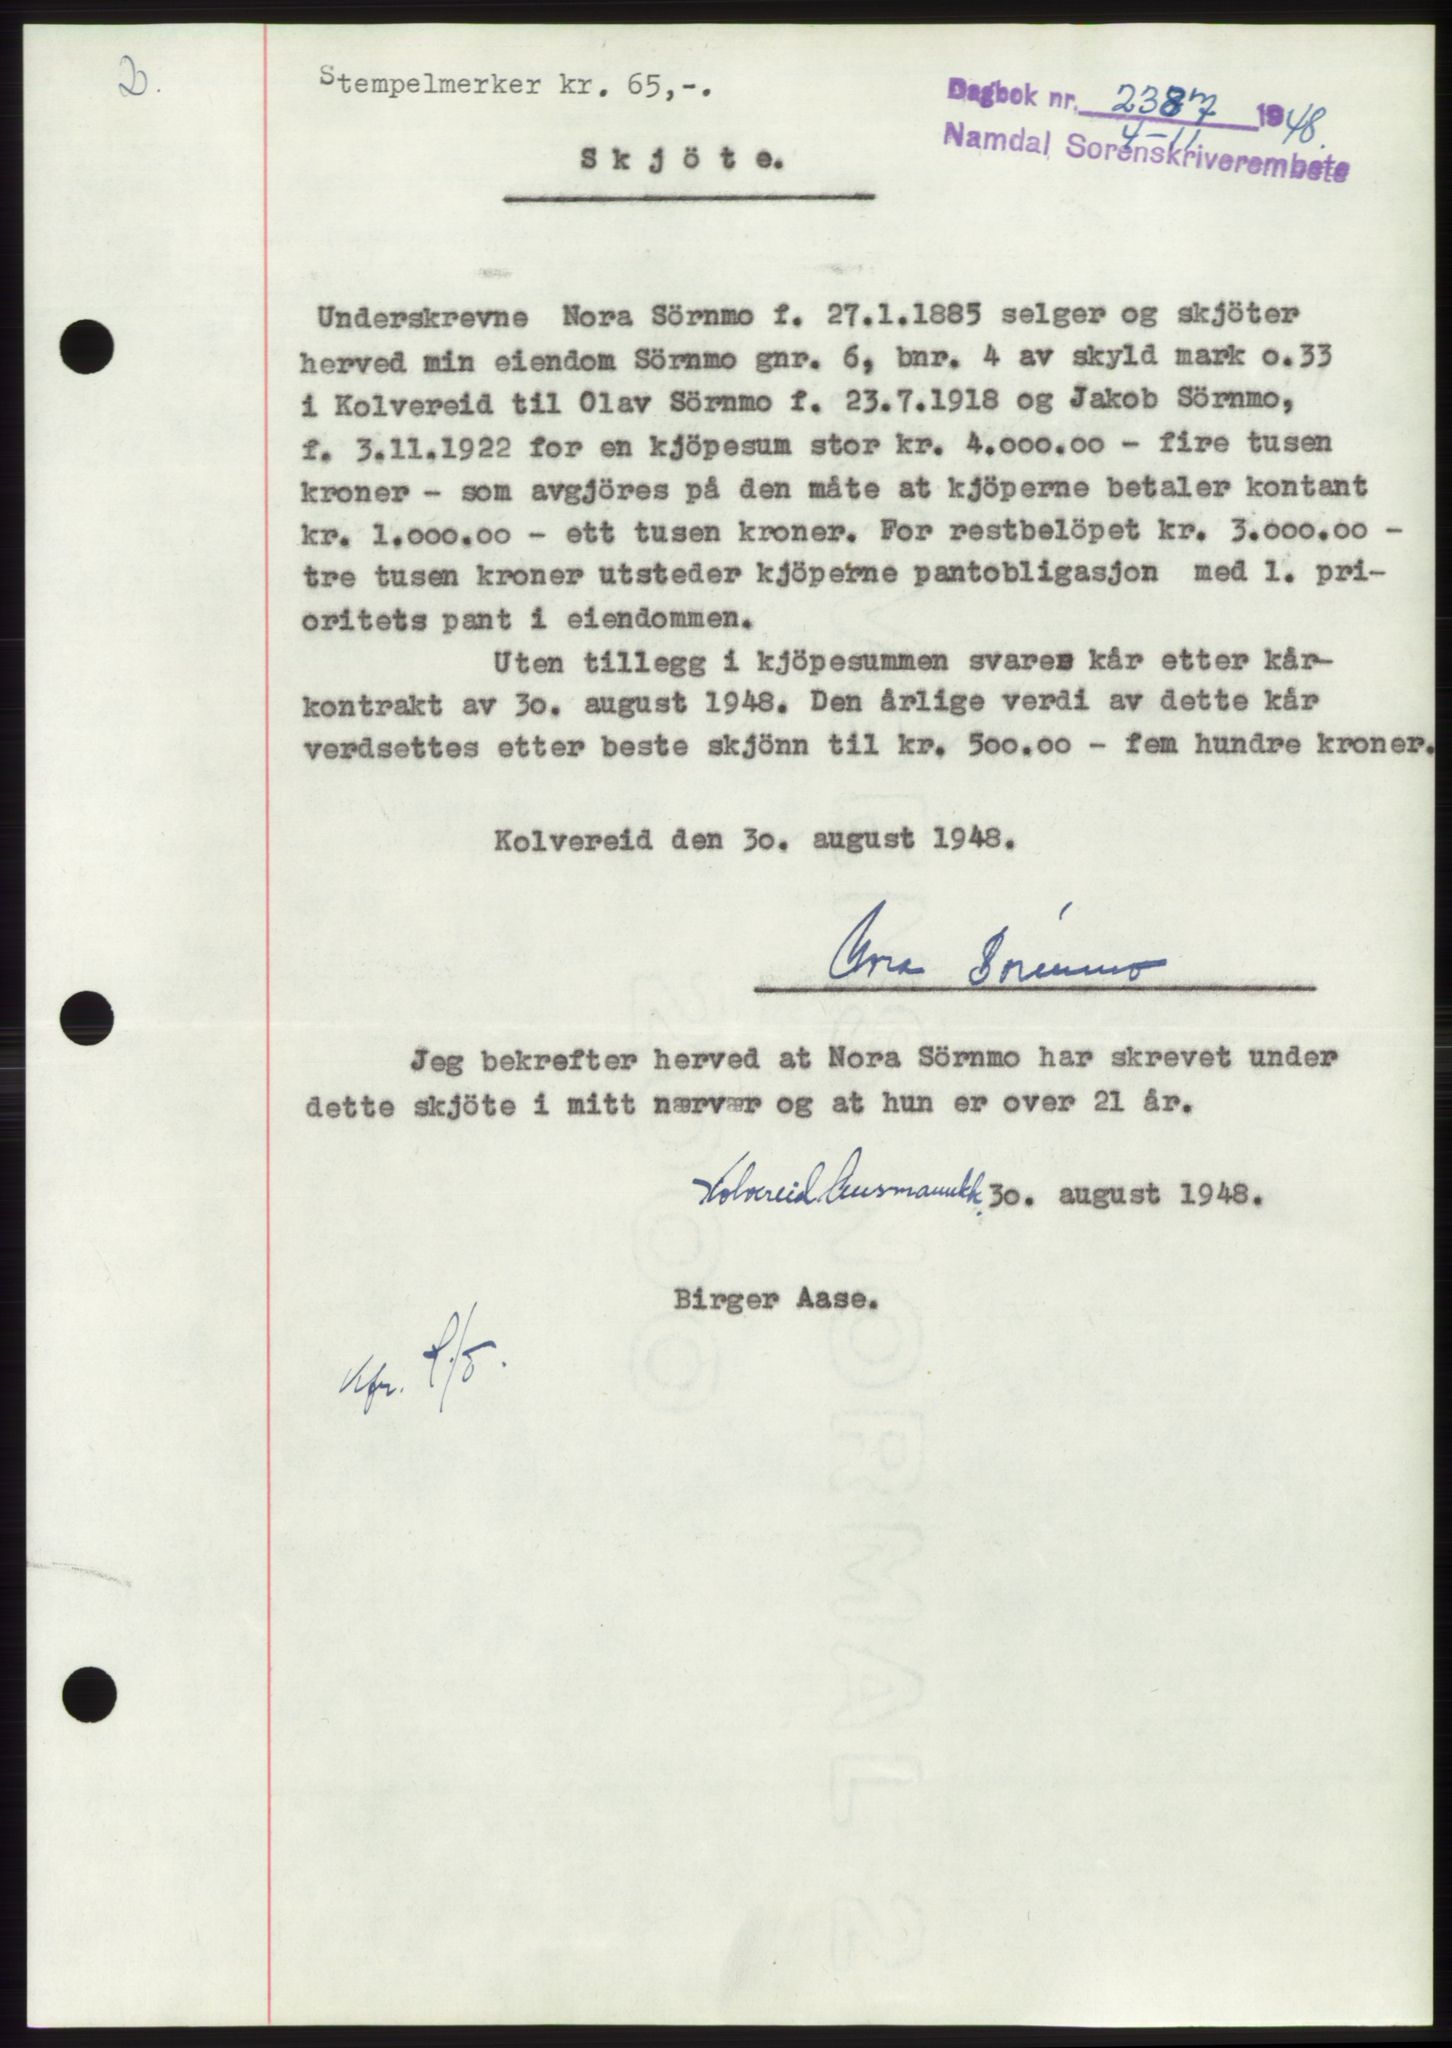 2.
Stempelmerker kr. 65,-.
Dagbok nr. 2387 1948.
4-11
Namdal Sorenskriverembete
Skjöte.
Underskrevne Nora Sörnmo f. 27.1.1885 selger og skjöter
herved min eiendom Sörnmo gnr. 6, bnr. 4 av skyld mark o.33
i Kolvereid til Olav Sörnmo f. 23.7.1918 og Jakob Sörnmo,
f. 3.11.1922 for en kjöpesum stor kr. 4.000.00 - fire tusen
kroner - som avgjöres på den måte at kjöperne betaler kontant
kr. 1.000.00 - ett tusen kroner. For restbelöpet kr. 3.000.00 -
tre tusen kroner utsteder kjöperne pantobligasjon med 1. pri-
oritets pant i eiendommen.
Uten tillegg i kjöpesummen svares kår etter kår-
kontrakt av 30. august 1948. Den årlige verdi av dette kår
verdsettes etter beste skjönn til kr. 500.00 - fem hundre kroner.
Kolvereid den 30. august 1948.
Nora Sörnmo
Jeg bekrefter herved at Nora Sörnmo har skrevet under
dette skjöte i mitt nærvær og at hun er over 21 år.
Kolvereid 30. august 1948.
Birger Aase.
Kfr.